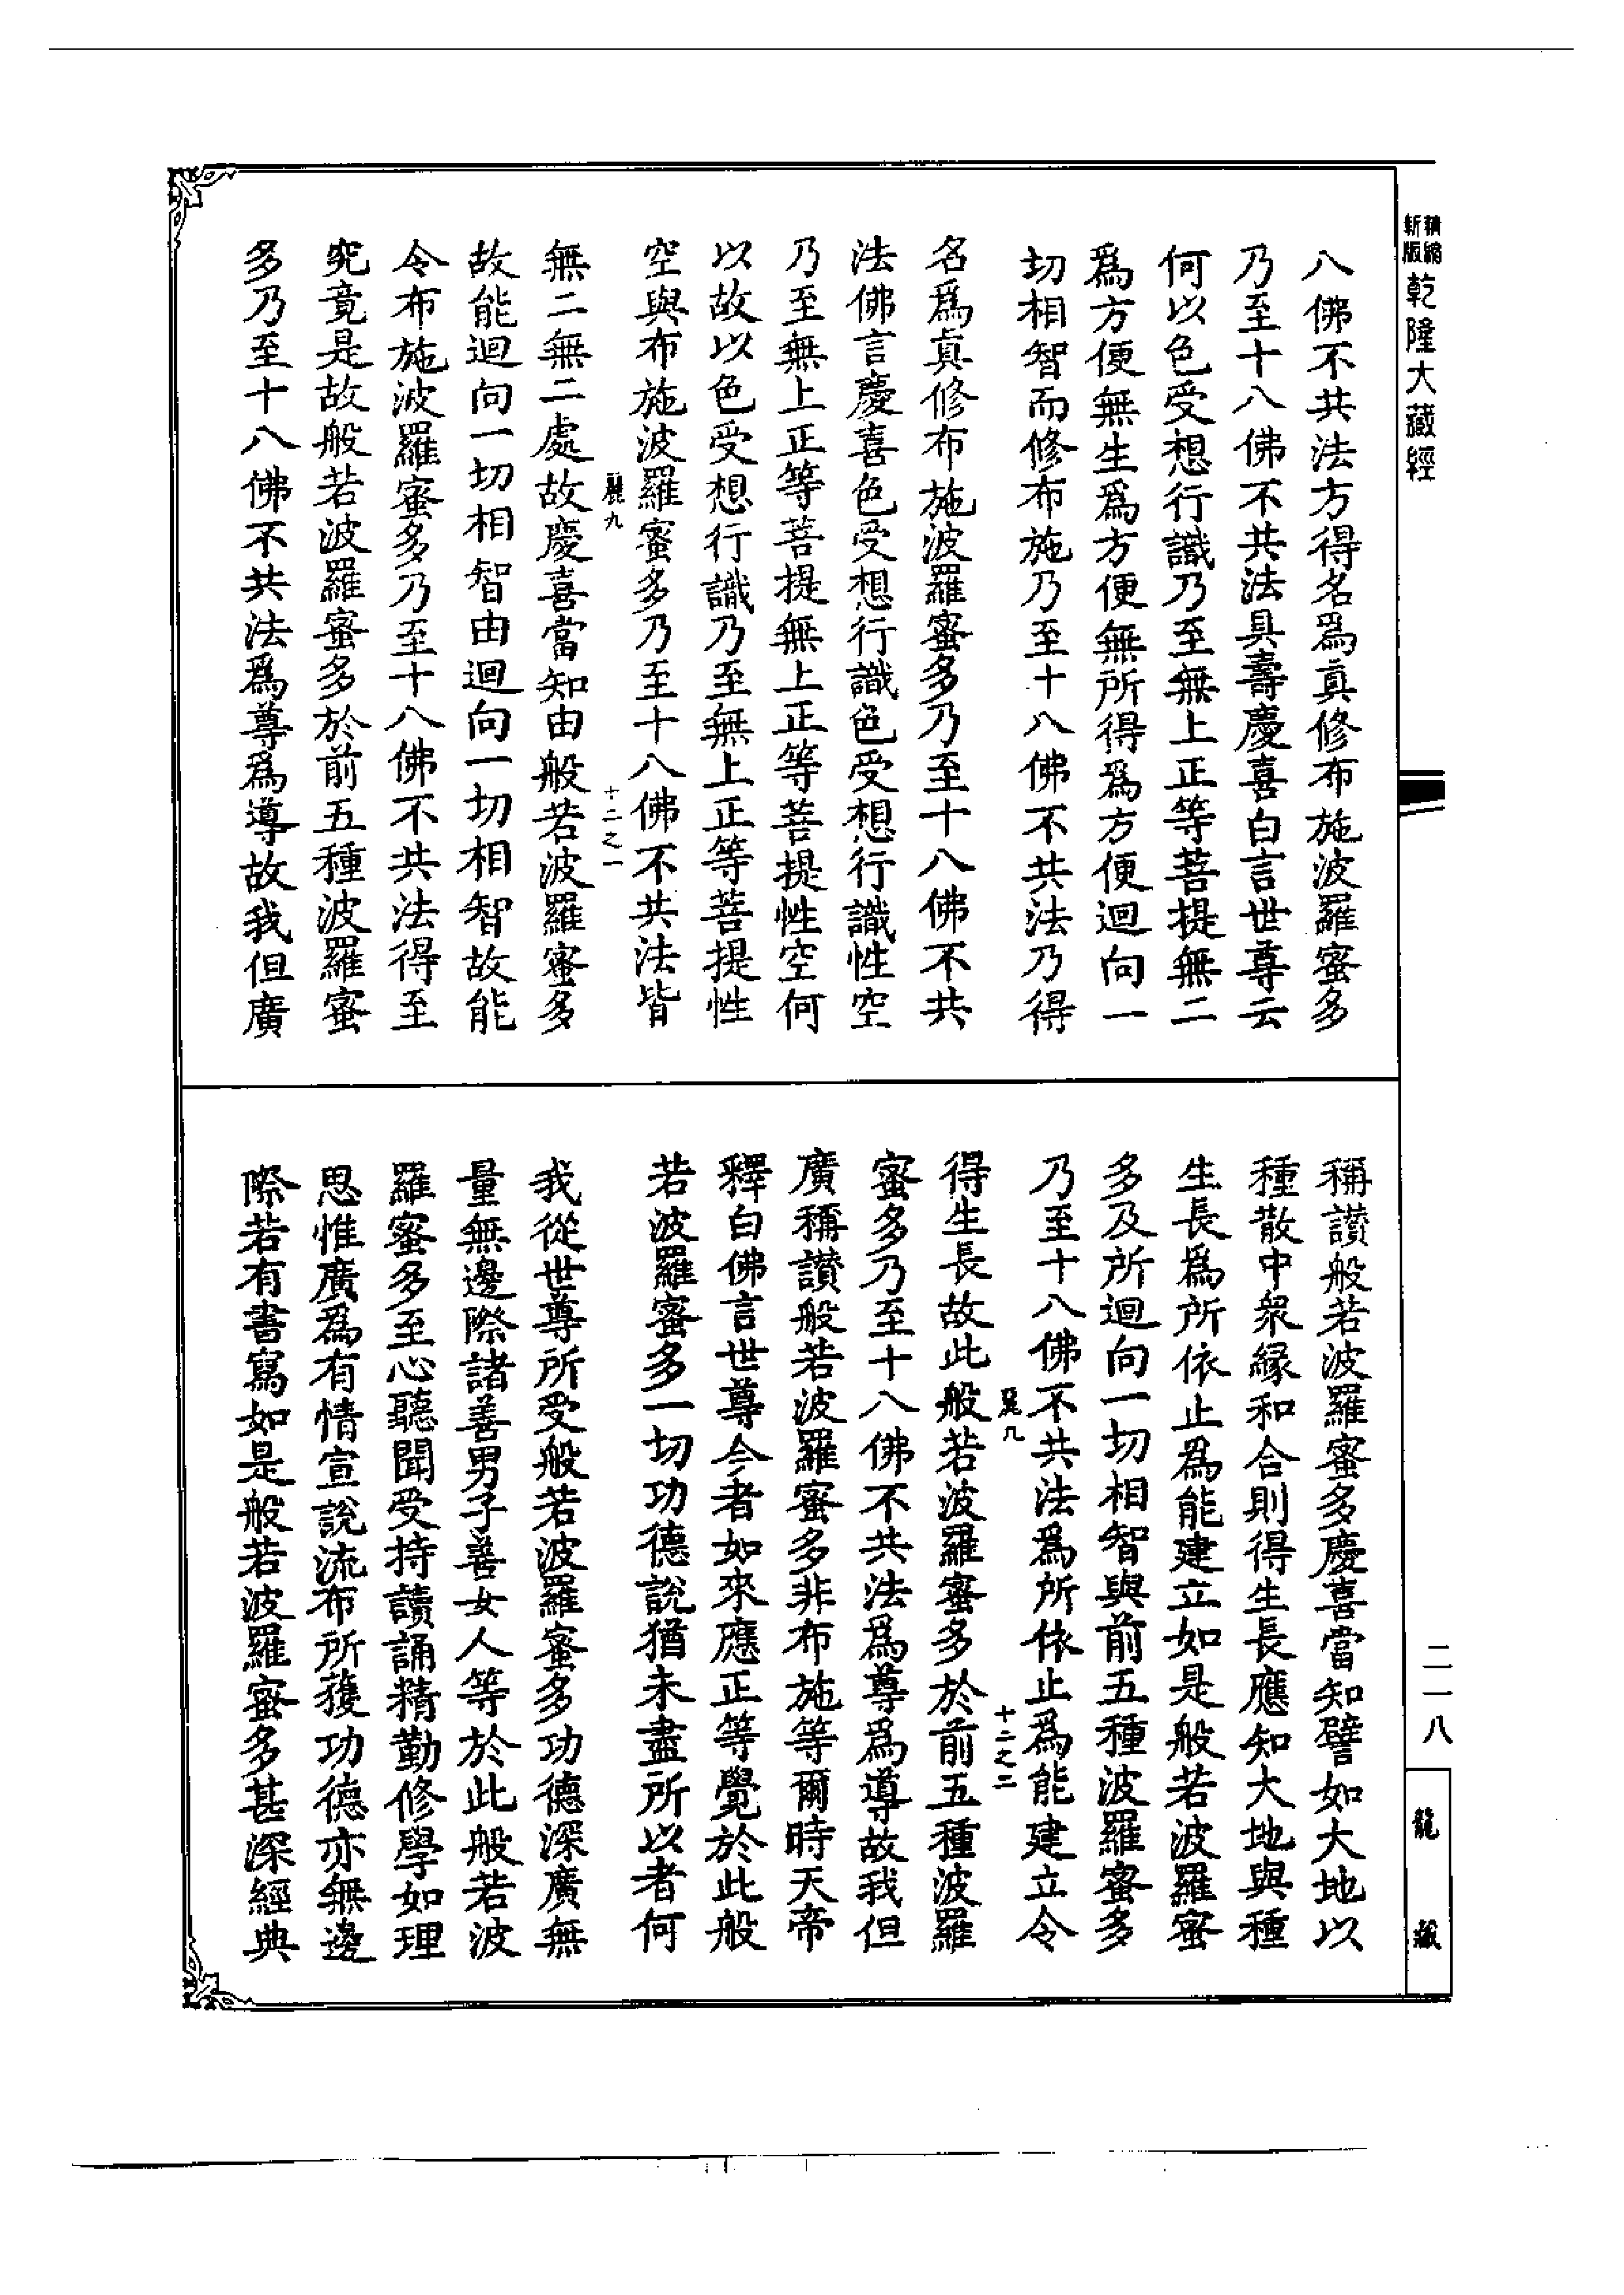 精縮
新版
乾隆大藏經
八佛不共法方得名爲真修布施波羅蜜多
乃至十八佛不共法具壽慶喜白言世尊云
何以色受想行識乃至無上正等菩提無二
爲方便無生爲方便無所得爲方便迴向一
切相智而修布施乃至十八佛不共法乃得
名爲真修布施波羅蜜多乃至十八佛不共
法佛言慶喜色受想行識色受想行識性空
乃至無上正等菩提無上正等菩提性空何
以故以色受想行識乃至無上正等菩提性
空與布施波羅蜜多乃至十八佛不共法皆
麗九
十二之一
無二無二處故慶喜當知由般若波羅蜜多
故能迴向一切相智由迴向一切相智故能
令布施波羅蜜多乃至十八佛不共法得至
究竟是故般若波羅蜜多於前五種波羅蜜
多乃至十八佛不共法爲尊爲導故我但廣
稱讚般若波羅蜜多慶喜當知譬如大地以
種散中衆緣和合則得生長應知大地與種
生長爲所依止爲能建立如是般若波羅蜜
多及所迴向一切相智與前五種波羅蜜多
乃至十八佛不共法爲所依止爲能建立令
麗九
十二之二
得生長故此般若波羅蜜多於前五種波羅
蜜多乃至十八佛不共法爲尊爲導故我但
廣稱讚般若波羅蜜多非布施等爾時天帝
釋白佛言世尊今者如來應正等覺於此般
若波羅蜜多一切功德說猶未盡所以者何
我從世尊所受般若波羅蜜多功德深廣無
量無邊際諸善男子善女人等於此般若波
羅蜜多至心聽聞受持讀誦精勤修學如理
思惟廣爲有情宣說流布所獲功德亦無邊
際若有書寫如是般若波羅蜜多甚深經典
二一八
龍藏